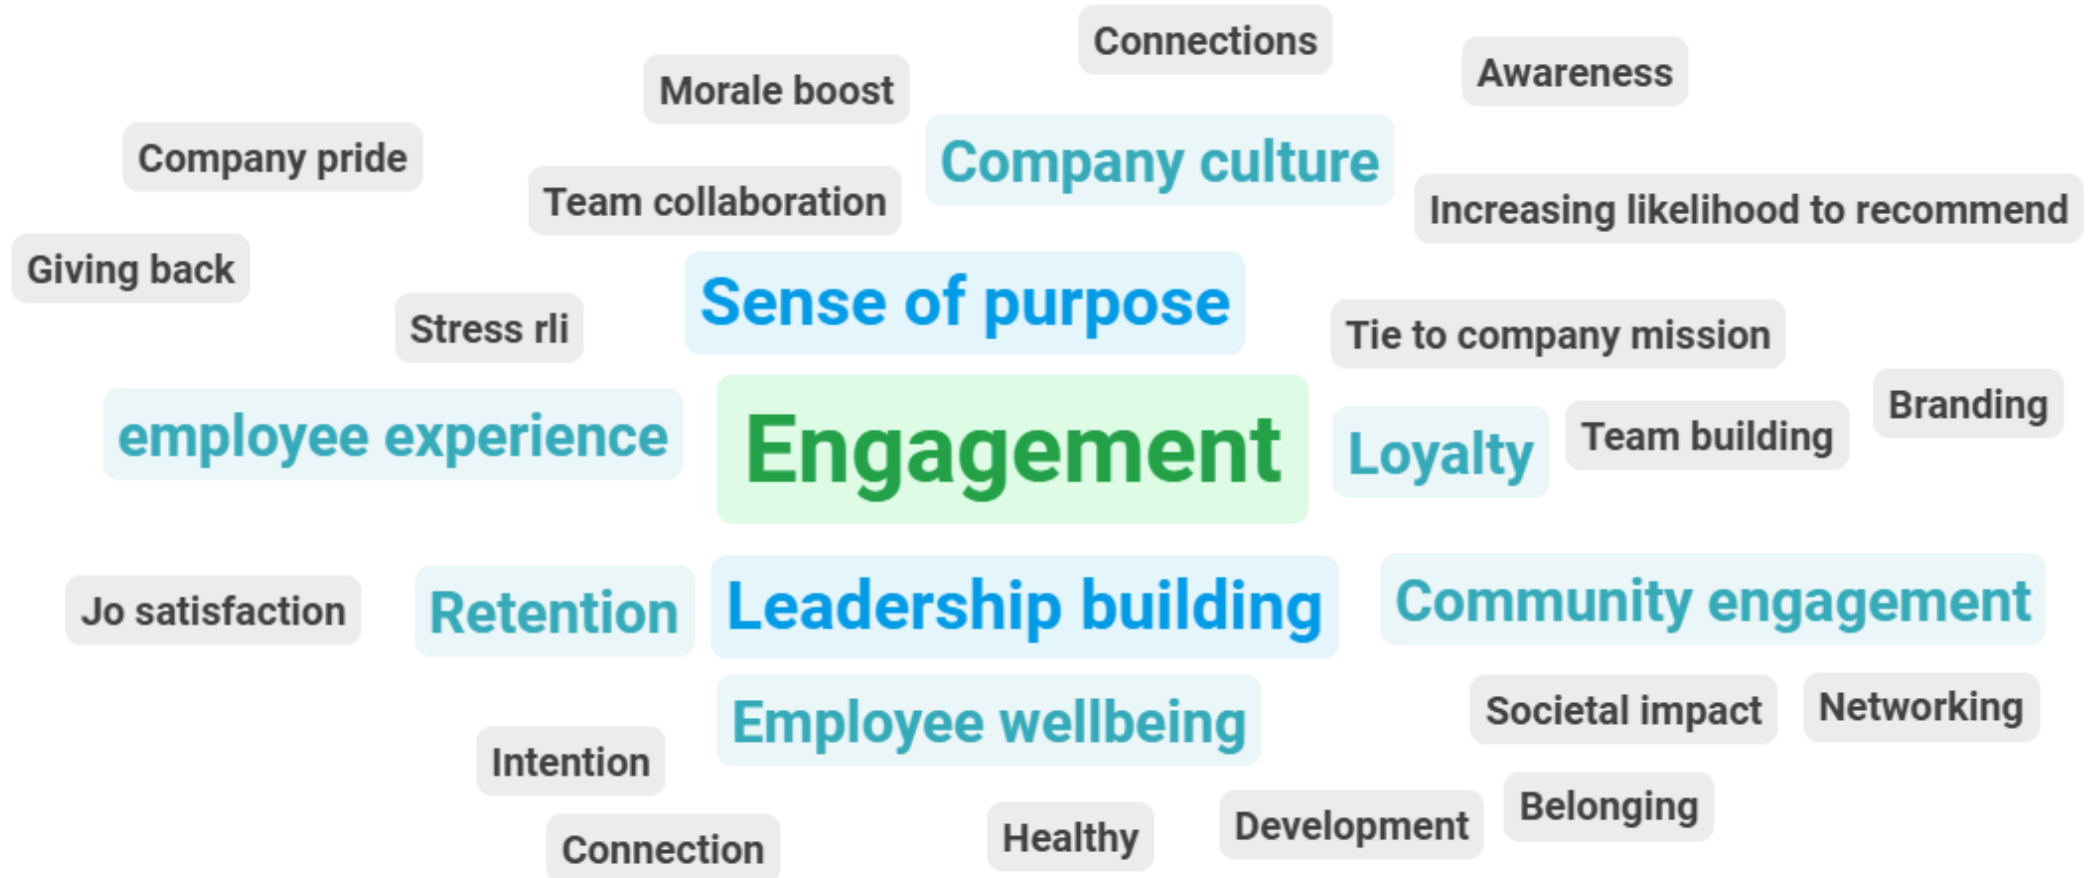 Connections
Awareness
Morale boost
Company pride
Company culture
Team collaboration
Increasing likelihood to recommend
Giving back
Sense of purpose
Stress rli
Tie to company mission
Branding
employee experience
Engagement
Loyalty
Team building
Jo satisfaction
Retention
Leadership building
Community engagement
Employee wellbeing
Societal impact
Networking
Intention
Connection
Healthy
Development
Belonging